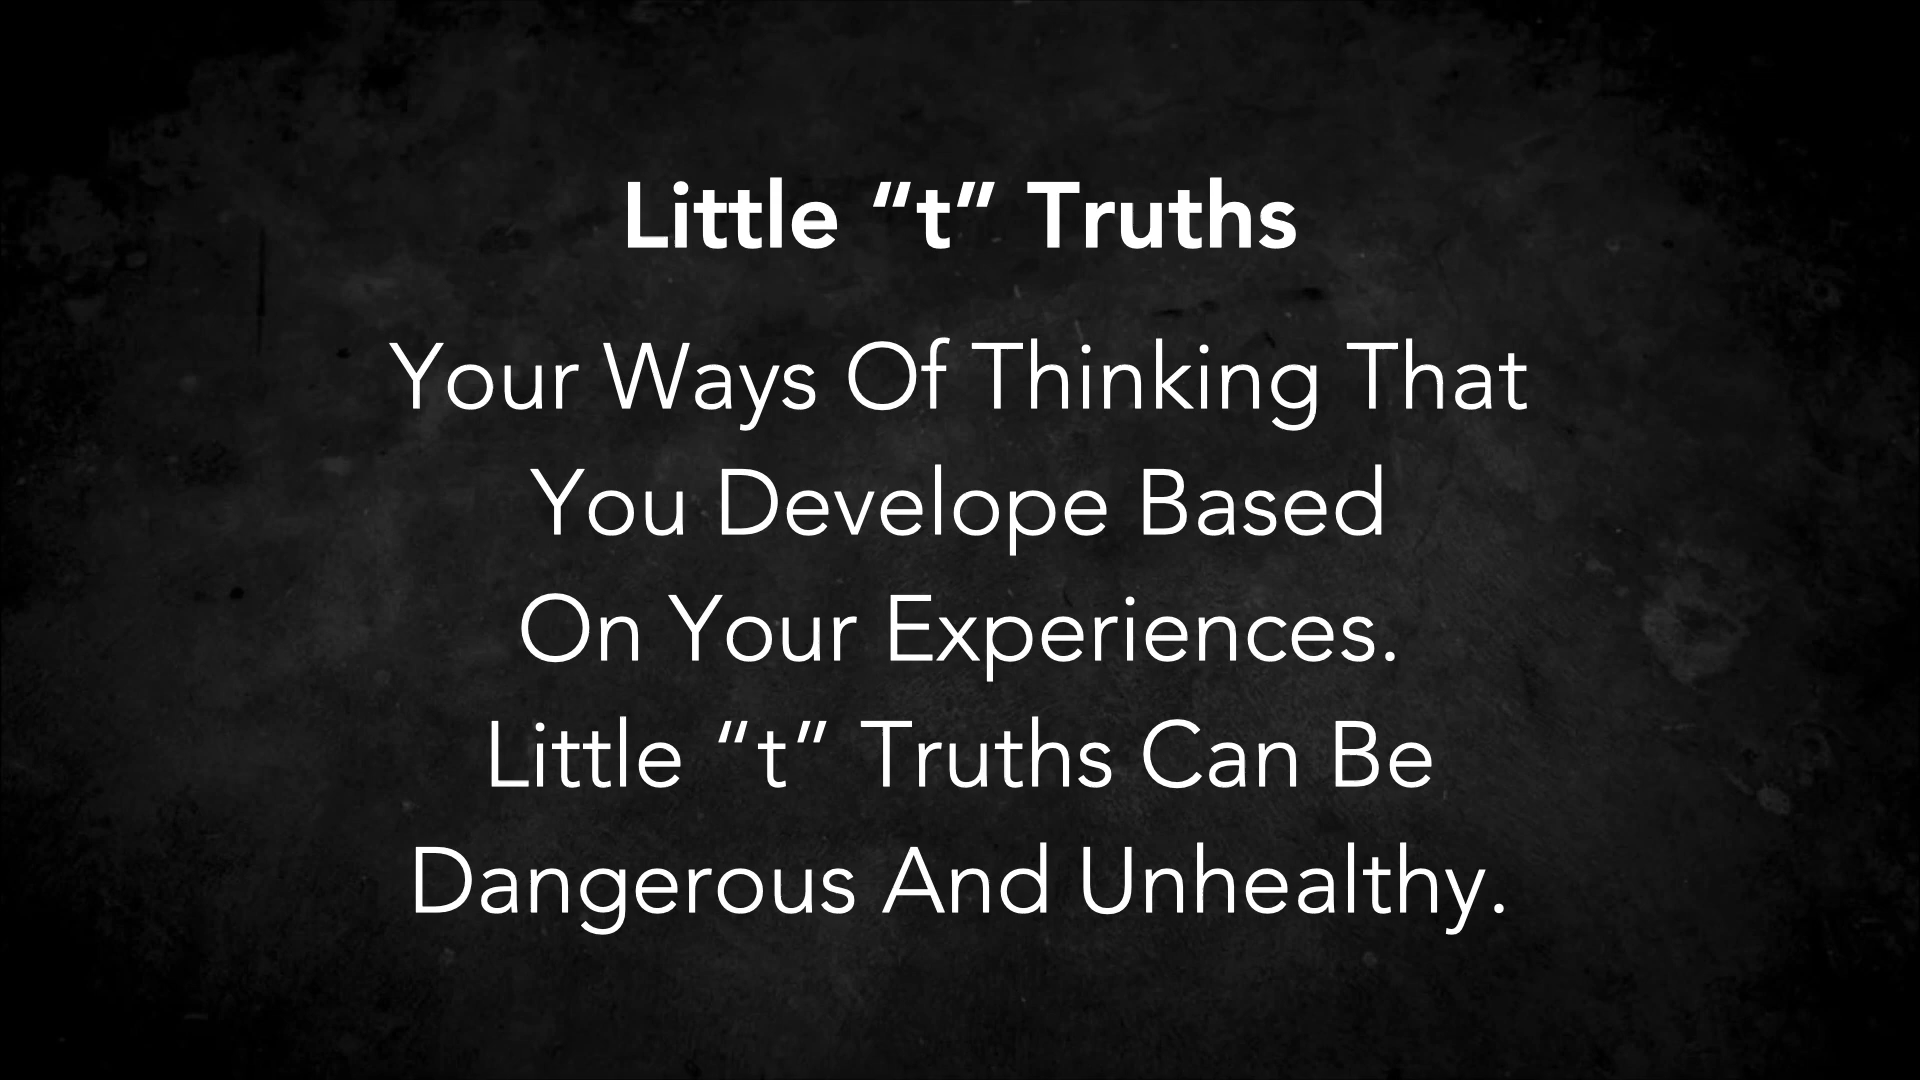 Little “t” Truths
Your Ways Of Thinking That
You Develope Based
On Your Experiences.
Little “t” Truths Can Be
Dangerous And Unhealthy.